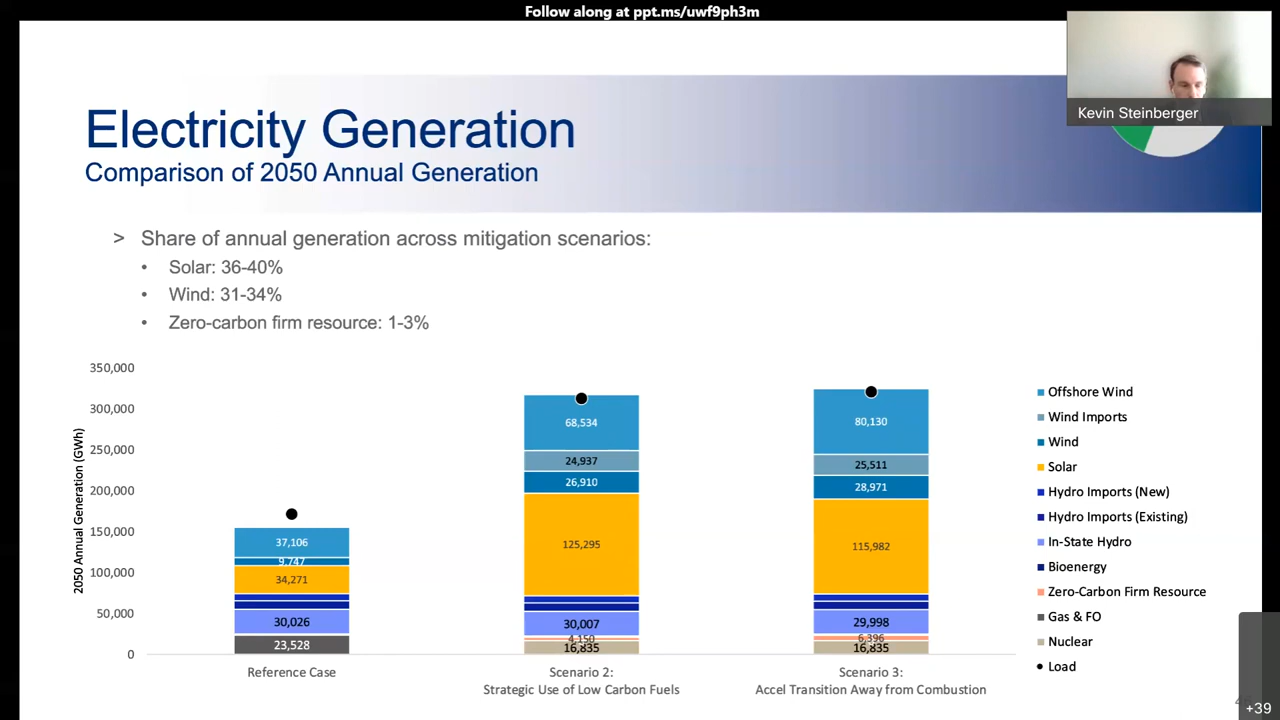 Follow along at ppt.ms/uwf9ph3m
Kevin Steinberger
Electricity Generation
Comparison of 2050 Annual Generation
> Share of annual generation across mitigation scenarios:
• Solar: 36-40%
• Wind: 31-34%
• Zero-carbon firm resource: 1-3%
2050 Annual Generation (GWh)
350,000
300,000
250,000
200,000
150,000
100,000
50,000
0
37,106
9,747
34,271
30,026
23,528
68,534
24,937
26,910
125,295
30,007
4,150
16,835
80,130
25,511
28,971
115,982
29,998
6,396
16,835
Reference Case
Scenario 2:
Strategic Use of Low Carbon Fuels
Scenario 3:
Accel Transition Away from Combustion
Offshore Wind
Wind Imports
Wind
Solar
Hydro Imports (New)
Hydro Imports (Existing)
In-State Hydro
Bioenergy
Zero-Carbon Firm Resource
Gas & FO
Nuclear
Load
+39